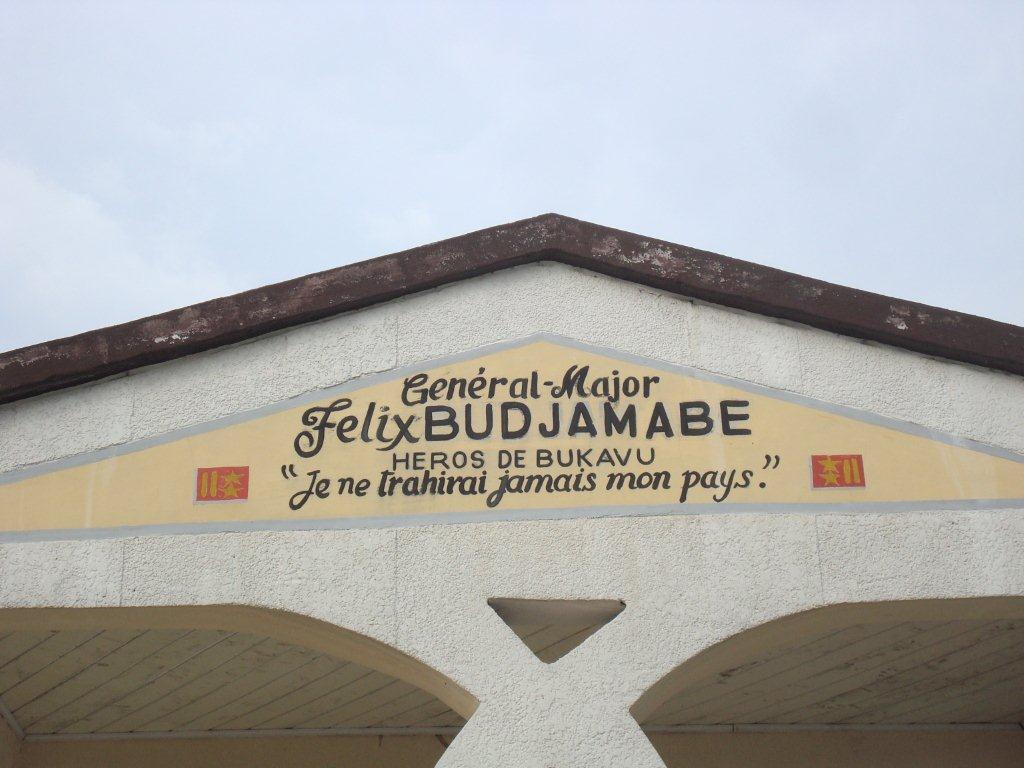 Genéral-Major
Felix BUDJAMABE
HEROS DE BUKAVU
"Je ne trahirai jamais mon pays."